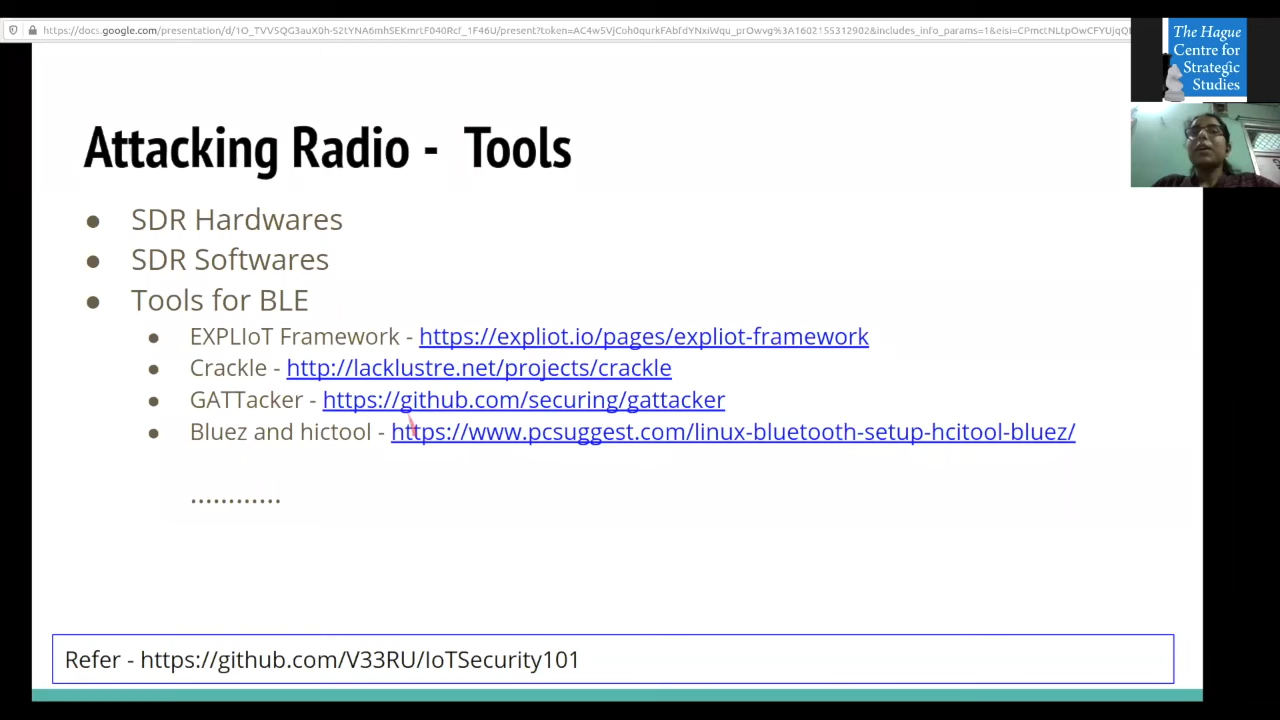 The Hague
Centre for
Strategic
Studies
Attacking Radio - Tools
● SDR Hardwares
● SDR Softwares
● Tools for BLE
● EXPLIoT Framework - https://expliot.io/pages/expliot-framework
● Crackle - http://lacklustre.net/projects/crackle
● GATTacker - https://github.com/securing/gattacker
● Bluez and hictool - https://www.pcsuggest.com/linux-bluetooth-setup-hcitool-bluez/
............
Refer - https://github.com/V33RU/IoTSecurity101